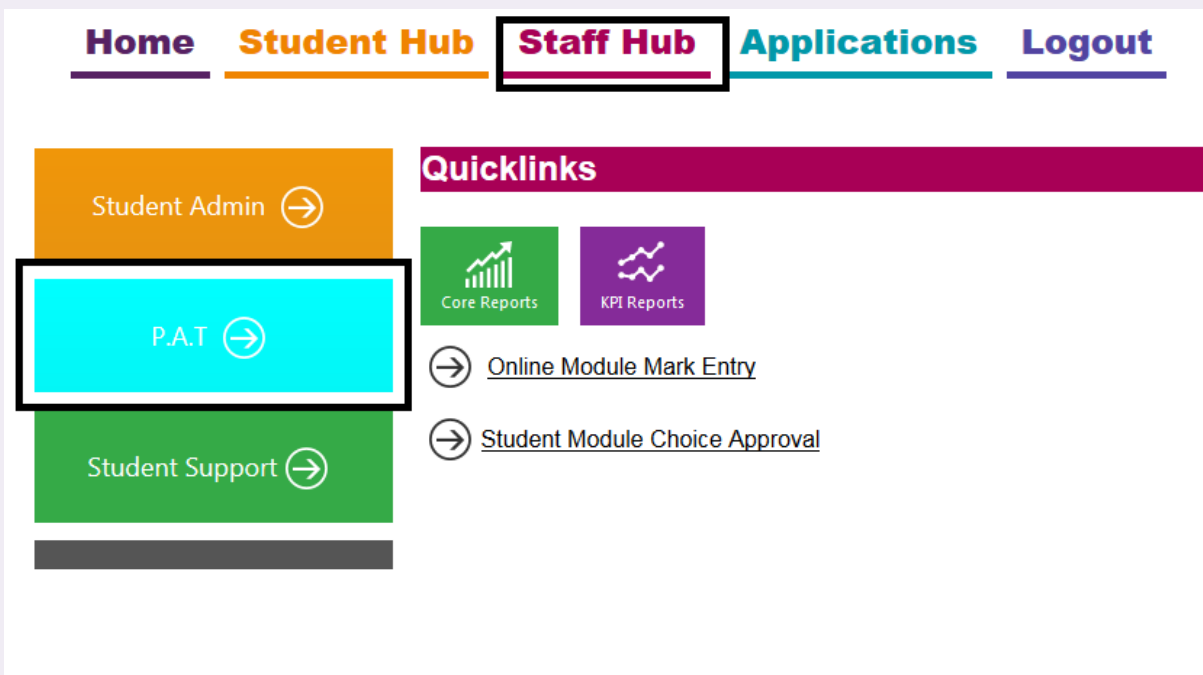 Home Student Hub Staff Hub Applications Logout
Student Admin
P.A.T
Student Support
Quicklinks
Core Reports
KPI Reports
Online Module Mark Entry
Student Module Choice Approval